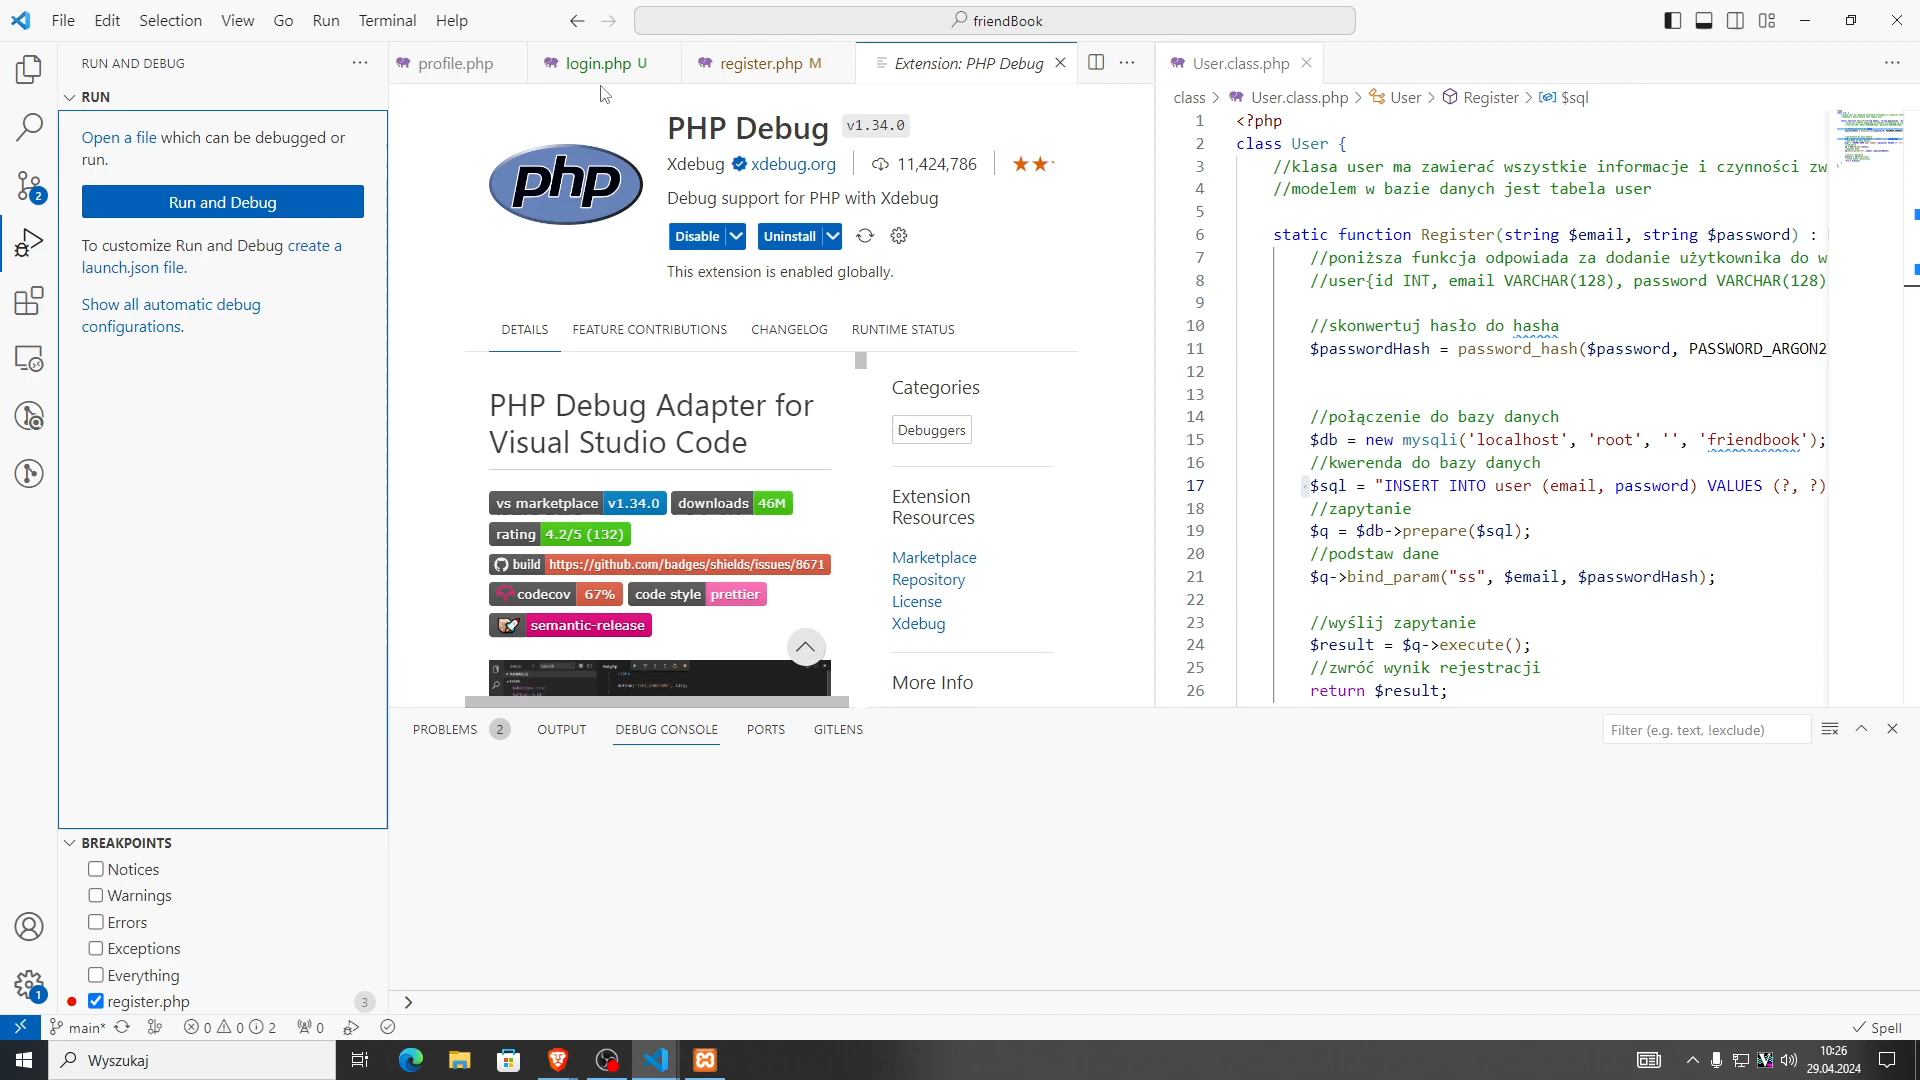 File Edit Selection View Go Run Terminal Help
friendBook
RUN AND DEBUG
profile.php
login.php U
register.php M
Extension: PHP Debug
User.class.php
RUN
Open a file which can be debugged or
run.
Run and Debug
To customize Run and Debug create a
launch.json file.
Show all automatic debug
configurations.
BREAKPOINTS
Notices
Warnings
Errors
Exceptions
Everything
register.php
3
2
1
PHP Debug v1.34.0
Xdebug xdebug.org 11,424,786
Debug support for PHP with Xdebug
Disable
Uninstall
This extension is enabled globally.
DETAILS FEATURE CONTRIBUTIONS CHANGELOG RUNTIME STATUS
php
PHP Debug Adapter for
Visual Studio Code
vs marketplace v1.34.0 downloads 46M
rating 4.2/5 (132)
build https://github.com/badges/shields/issues/8671
codecov 67% code style prettier
semantic-release
Categories
Debuggers
Extension
Resources
Marketplace
Repository
License
Xdebug
More Info
class > User.class.php > User > Register > $sql
1 <?php
2 class User {
3 //klasa user ma zawierać wszystkie informacje i czynności zw
4 //modelem w bazie danych jest tabela user
5
6 static function Register(string $email, string $password) :
7 //poniższa funkcja odpowiada za dodanie użytkownika do w
8 //user{id INT, email VARCHAR(128), password VARCHAR(128)
9
10 //skonwertuj hasło do hasha
11 $passwordHash = password_hash($password, PASSWORD_ARGON2
12
13
14 //połączenie do bazy danych
15 $db = new mysqli('localhost', 'root', '', 'friendbook');
16 //kwerenda do bazy danych
17 $sql = "INSERT INTO user (email, password) VALUES (?, ?)
18 //zapytanie
19 $q = $db->prepare($sql);
20 //podstaw dane
21 $q->bind_param("ss", $email, $passwordHash);
22
23 //wyślij zapytanie
24 $result = $q->execute();
25 //zwróć wynik rejestracji
26 return $result;
PROBLEMS 2 OUTPUT DEBUG CONSOLE PORTS GITLENS
Filter (e.g. text, !exclude)
main* 0 0 2 0
Spell
Wyszukaj
10:26
29.04.2024